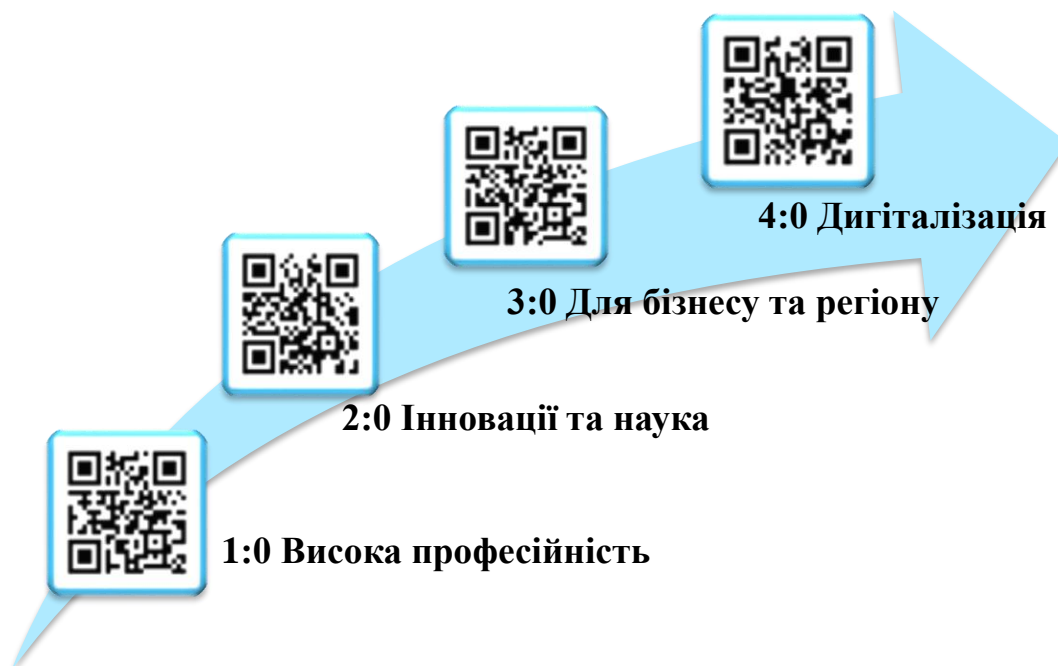 4:0 Дигіталізація
3:0 Для бізнесу та регіону
2:0 Інновації та наука
1:0 Висока професійність